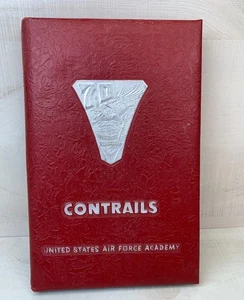 CONTRAILS
UNITED STATES AIR FORCE ACADEMY